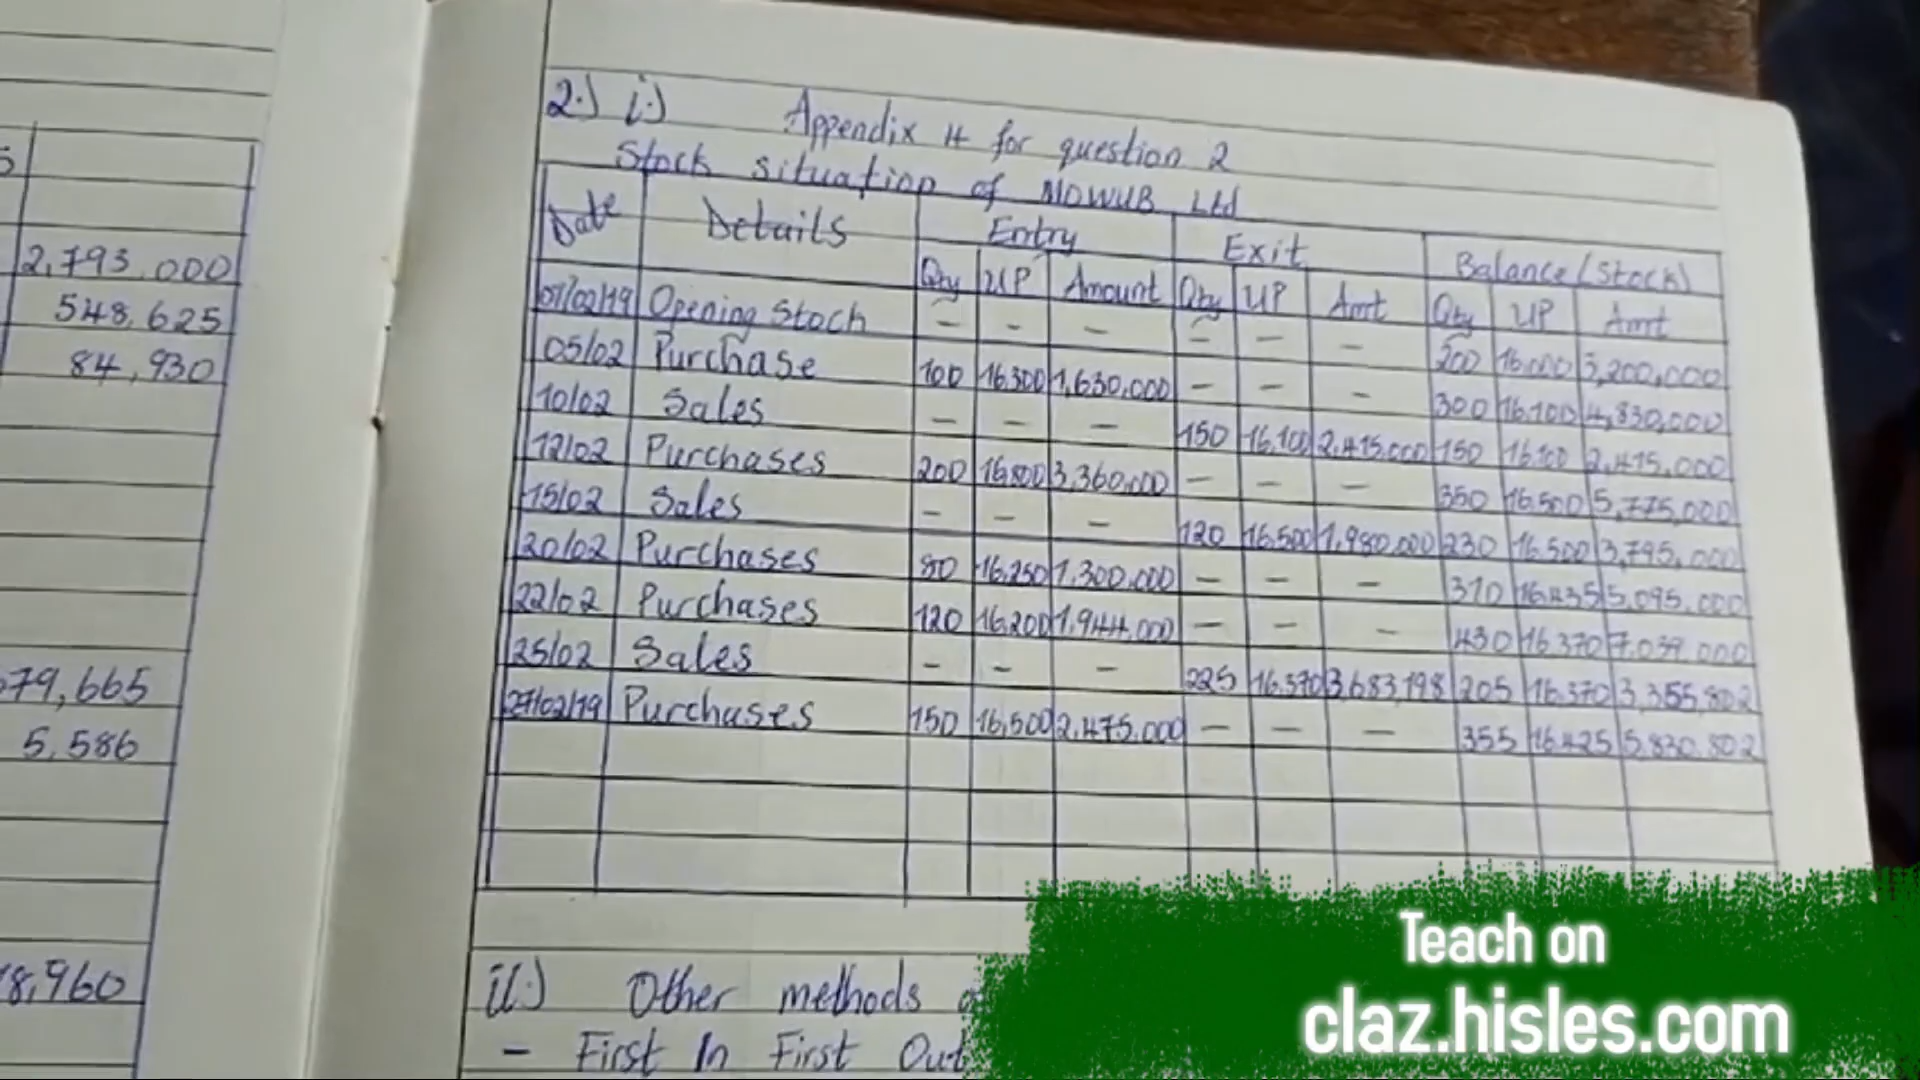 2.) i.) Appendix H for question 2
Stock situation of MOWUB Ltd
Date Details Entry Exit Balance (Stock)
Qty UP Amount Qty UP Amt Qty UP Amt
01/02/19 Opening Stock - - - - - - 200 16.000 3,200,000
05/02 Purchase 100 16.300 1,630.000 - - - 300 16.100 4,830,000
10/02 Sales - - - 150 16.100 2.415.000 150 16.100 2,415,000
12/02 Purchases 200 16.800 3,360.000 - - - 350 16.500 5,775,000
15/02 Sales - - - 120 16.500 1.980.000 230 16.500 3,795,000
20/02 Purchases 80 16.250 1.300.000 - - - 310 16.435 5.095.000
22/02 Purchases 120 16.200 1.944.000 - - - 430 16.370 7.039.000
25/02 Sales - - - 225 16.370 3.683.198 205 16.370 3,355,802
27/02/19 Purchases 150 16,500 2.475.000 - - - 355 16.425 5,830.802
ii.) Other methods
- First In First Out
2,793.000
548,625
84,930
79,665
5,586
8,960
Teach on
claz.hisles.com